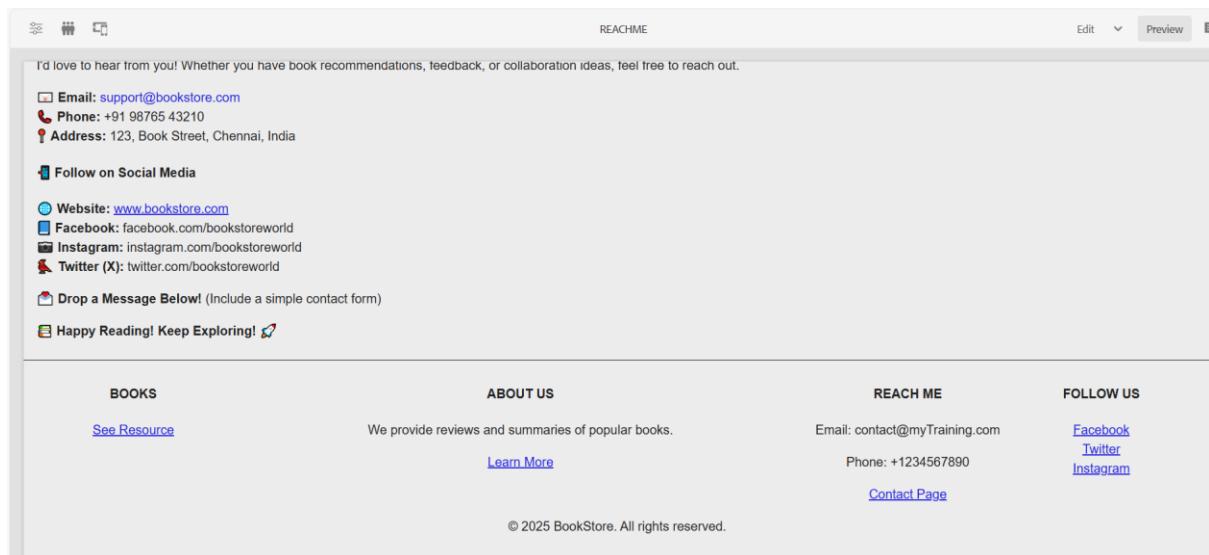 REACHME
Edit
Preview
I'd love to hear from you! Whether you have book recommendations, feedback, or collaboration ideas, feel free to reach out.
Email: support@bookstore.com
Phone: +91 98765 43210
Address: 123, Book Street, Chennai, India
Follow on Social Media
Website: www.bookstore.com
Facebook: facebook.com/bookstoreworld
Instagram: instagram.com/bookstoreworld
Twitter (X): twitter.com/bookstoreworld
Drop a Message Below! (Include a simple contact form)
Happy Reading! Keep Exploring!
BOOKS
See Resource
ABOUT US
We provide reviews and summaries of popular books.
Learn More
REACH ME
Email: contact@myTraining.com
Phone: +1234567890
Contact Page
FOLLOW US
Facebook
Twitter
Instagram
© 2025 BookStore. All rights reserved.